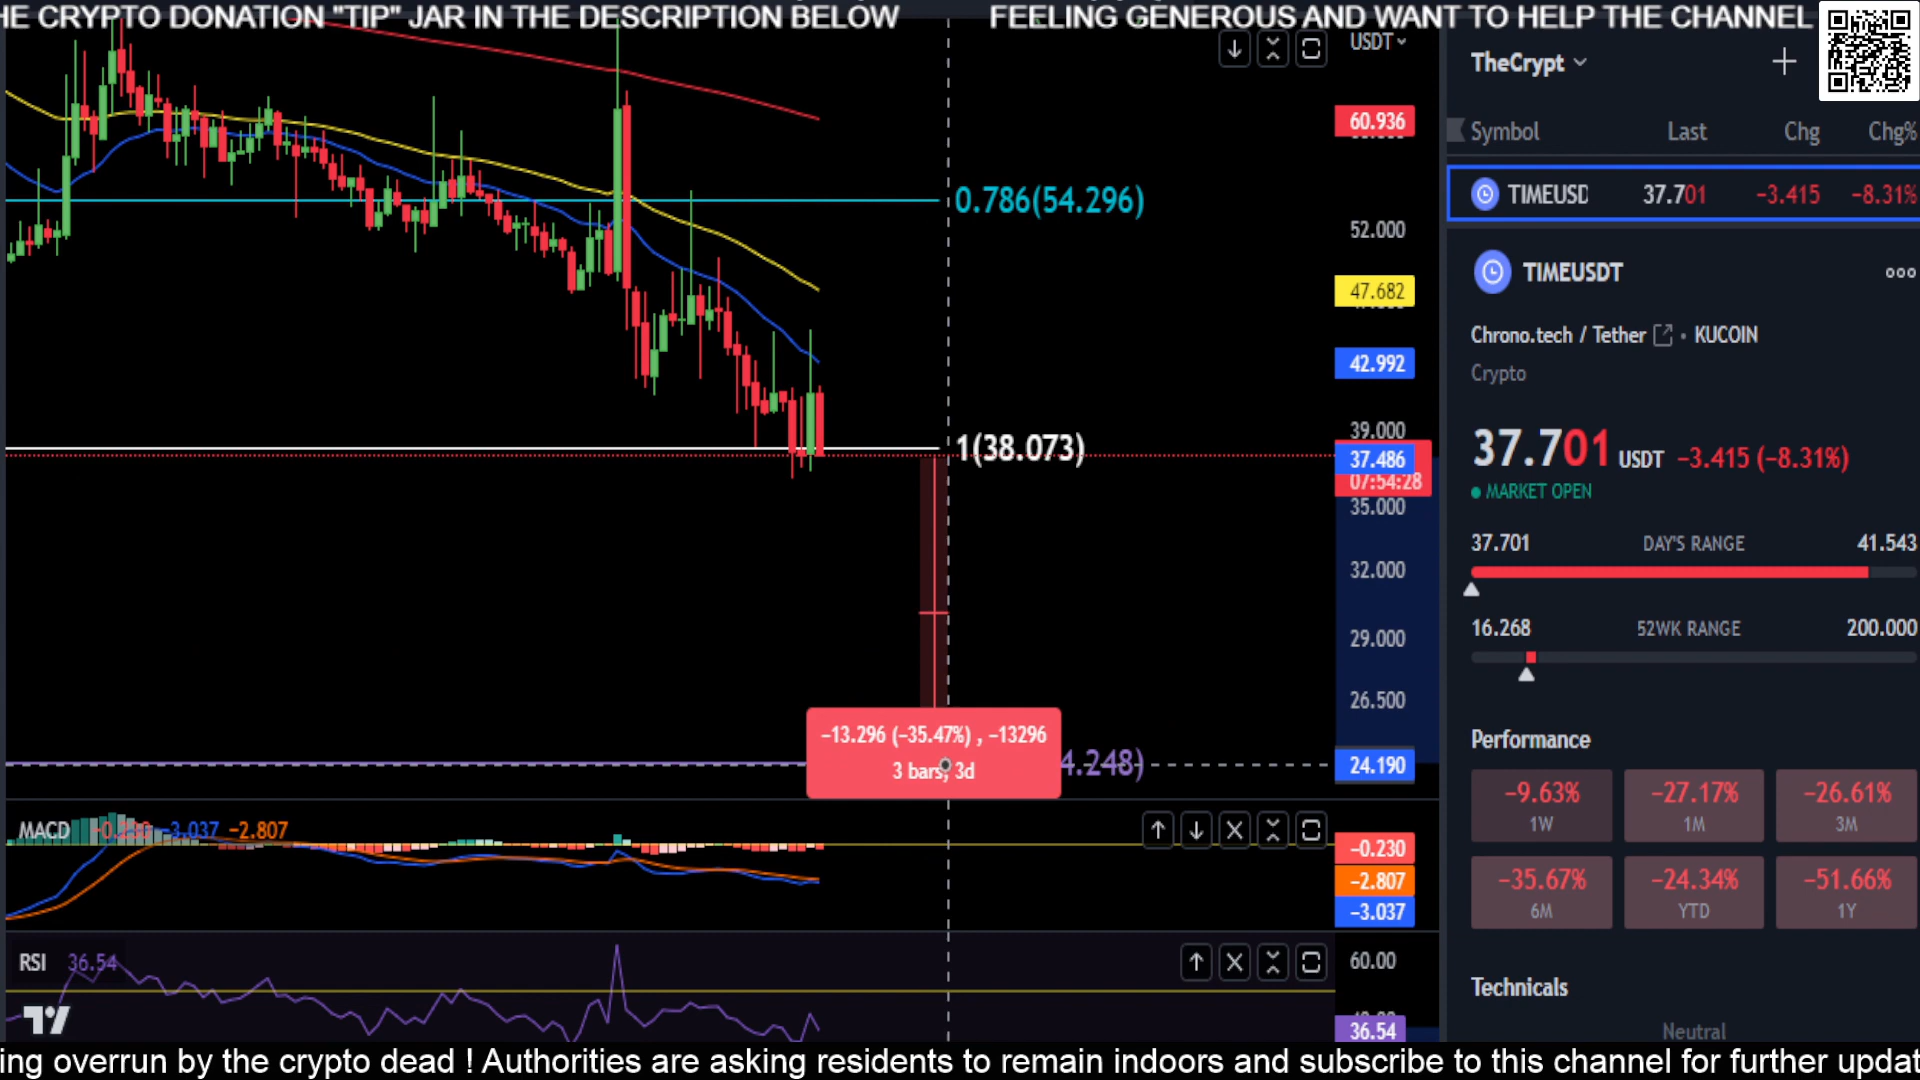 HE CRYPTO DONATION "TIP" JAR IN THE DESCRIPTION BELOW
FEELING GENEROUS AND WANT TO HELP THE CHANNEL
USDT
60.936
0.786(54.296)
52.000
47.682
42.992
39.000
1(38.073)
37.486
07:54:28
35.000
32.000
29.000
26.500
−13.296 (−35.47%) , −13296
3 bars, 3d
4.248)
24.190
MACD −3.037 −2.807
−0.230
−2.807
−3.037
RSI 36.54
60.00
36.54
TheCrypt
Symbol Last Chg Chg%
TIMEUSD 37.701 −3.415 −8.31%
TIMEUSDT
Chrono.tech / Tether • KUCOIN
Crypto
37.701 USDT −3.415 (−8.31%)
MARKET OPEN
37.701 DAY'S RANGE 41.543
16.268 52WK RANGE 200.000
Performance
−9.63% −27.17% −26.61%
1W 1M 3M
−35.67% −24.34% −51.66%
6M YTD 1Y
Technicals
Neutral
ing overrun by the crypto dead ! Authorities are asking residents to remain indoors and subscribe to this channel for further updat